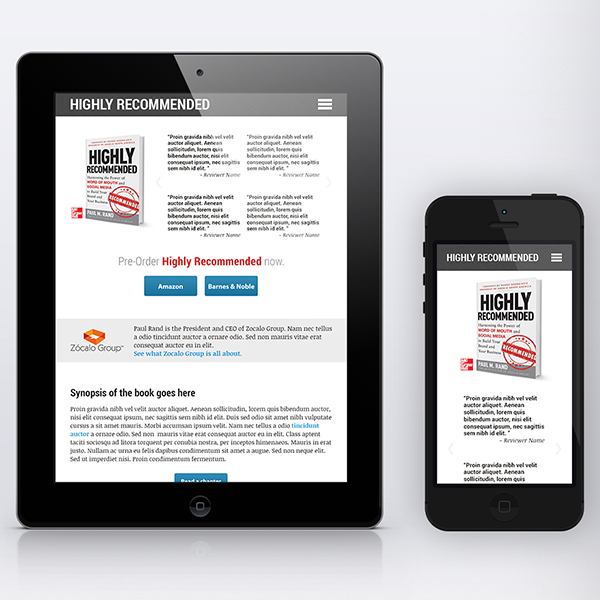 HIGHLY RECOMMENDED
HIGHLY
RECOMMENDED
Harnessing the Power of
WORD OF MOUTH and
SOCIAL MEDIA
to Build Your
Brand and
Your Business
RECOMMENDED
PAUL M. RAND
"Proin gravida nibh vel velit
auctor aliquet. Aenean
sollicitudin, lorem quis
bibendum auctor, nisi elit
consequat ipsum, nec sagittis
sem nibh id elit. "
- Reviewer Name
"Proin gravida nibh vel velit
auctor aliquet. Aenean
sollicitudin, lorem quis
bibendum auctor, nisi elit
consequat ipsum, nec sagittis
sem nibh id elit. "
- Reviewer Name
"Proin gravida nibh vel velit
auctor aliquet. Aenean
sollicitudin, lorem quis
bibendum auctor, nisi elit
consequat ipsum, nec sagittis
sem nibh id elit. "
- Reviewer Name
"Proin gravida nibh vel velit
auctor aliquet. Aenean
sollicitudin, lorem quis
bibendum auctor, nisi elit
consequat ipsum, nec sagittis
sem nibh id elit. "
- Reviewer Name
Pre-Order Highly Recommended now.
Amazon Barnes & Noble
Zócalo Group
Paul Rand is the President and CEO of Zocalo Group. Nam nec tellus
a odio tincidunt auctor a ornare odio. Sed non mauris vitae erat
consequat auctor eu in elit.
See what Zocalo Group is all about.
Synopsis of the book goes here
Proin gravida nibh vel velit auctor aliquet. Aenean sollicitudin, lorem quis bibendum auctor,
nisi elit consequat ipsum, nec sagittis sem nibh id elit. Duis sed odio sit amet nibh vulputate
cursus a sit amet mauris. Morbi accumsan ipsum velit. Nam nec tellus a odio tincidunt
auctor a ornare odio. Sed non mauris vitae erat consequat auctor eu in elit. Class aptent
taciti sociosqu ad litora torquent per conubia nostra, per inceptos himenaeos. Mauris in erat
justo. Nullam ac urna eu felis dapibus condimentum sit amet a augue. Sed non neque elit.
Sed ut imperdiet nisi. Proin condimentum fermentum.
Read a chapter
HIGHLY RECOMMENDED
HIGHLY
RECOMMENDED
Harnessing the Power of
WORD OF MOUTH and
SOCIAL MEDIA
to Build Your
Brand and
Your Business
RECOMMENDED
PAUL M. RAND
"Proin gravida nibh vel velit
auctor aliquet. Aenean
sollicitudin, lorem quis
bibendum auctor, nisi elit
consequat ipsum, nec sagittis
sem nibh id elit. "
- Reviewer Name
"Proin gravida nibh vel velit
auctor aliquet. Aenean
sollicitudin, lorem quis